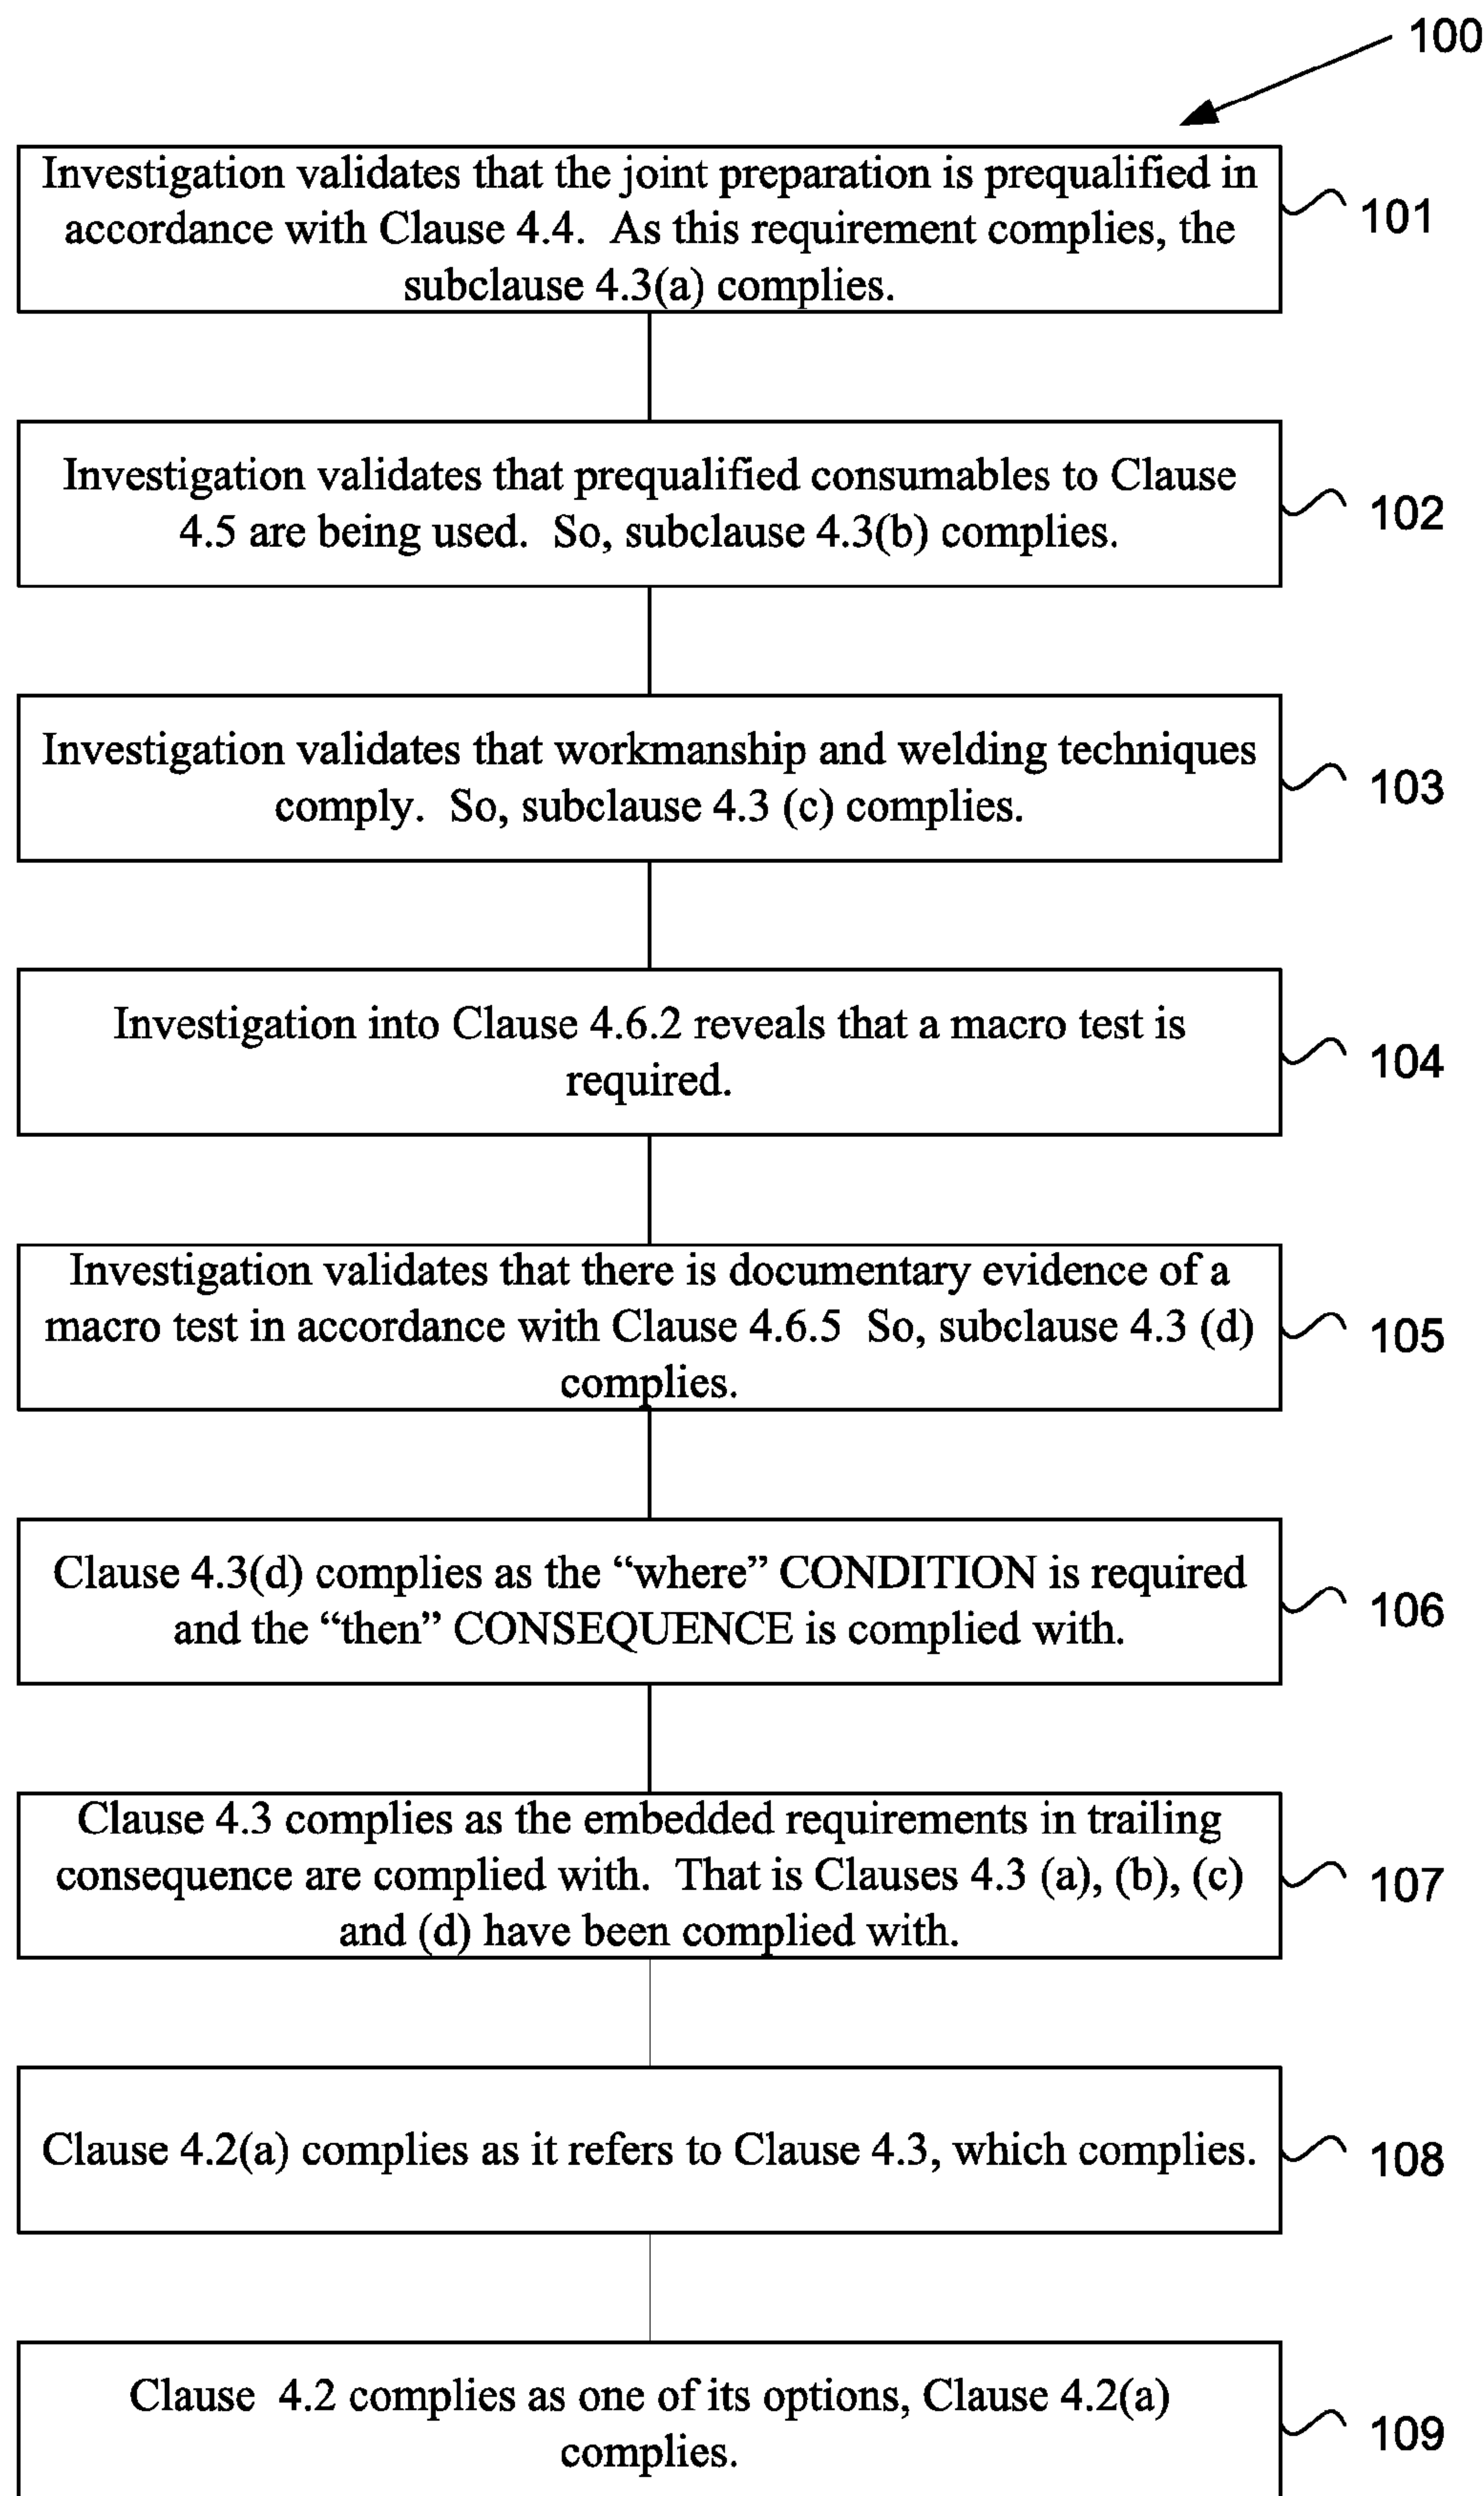 100
Investigation validates that the joint preparation is prequalified in
accordance with Clause 4.4.  As this requirement complies, the
subclause 4.3(a) complies.
101
Investigation validates that prequalified consumables to Clause
4.5 are being used.  So, subclause 4.3(b) complies.
102
Investigation validates that workmanship and welding techniques
comply.  So, subclause 4.3 (c) complies.
103
Investigation into Clause 4.6.2 reveals that a macro test is
required.
104
Investigation validates that there is documentary evidence of a
macro test in accordance with Clause 4.6.5  So, subclause 4.3 (d)
complies.
105
Clause 4.3(d) complies as the “where” CONDITION is required
and the “then” CONSEQUENCE is complied with.
106
Clause 4.3 complies as the embedded requirements in trailing
consequence are complied with.  That is Clauses 4.3 (a), (b), (c)
and (d) have been complied with.
107
Clause 4.2(a) complies as it refers to Clause 4.3, which complies.
108
Clause  4.2 complies as one of its options, Clause 4.2(a)
complies.
109